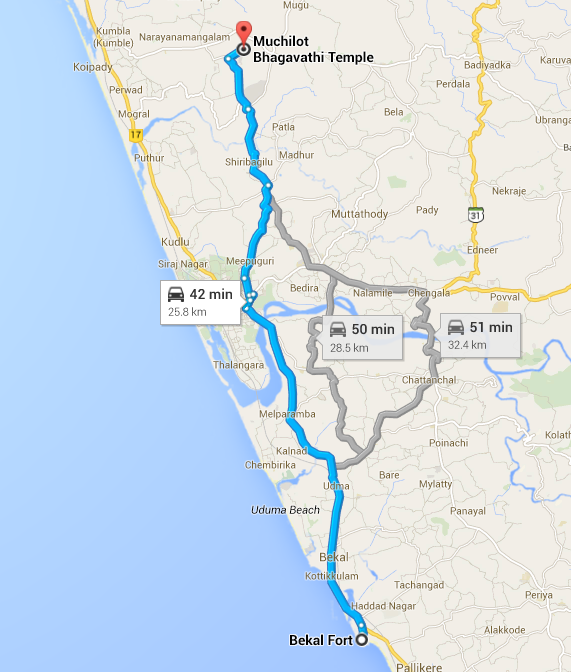 Mugu
Kumbla
(Kumble)
Narayanamangalam
Muchilot
Bhagavathi Temple
Koipady
Badiyadka
Perdala
Perwad
Bela
Mogral
Ubranga
17
Patla
Puthur
Madhur
Shiribagilu
Nekraje
Muttathody
Pady
31
Kudlu
Edneer
Siraj Nagar
Meepuguri
Bedira
Nalamile
Chengala
Povval
42 min
25.8 km
50 min
28.5 km
51 min
32.4 km
Thalangara
Chattanchal
Melparamba
Kolath
Poinachi
Kalnad
Chembirika
Bare
Udma
Mylatty
Uduma Beach
Panayal
Bekal
Kottikkulam
Tachangad
Periya
Haddad Nagar
Alakkode
Bekal Fort
Pallikere